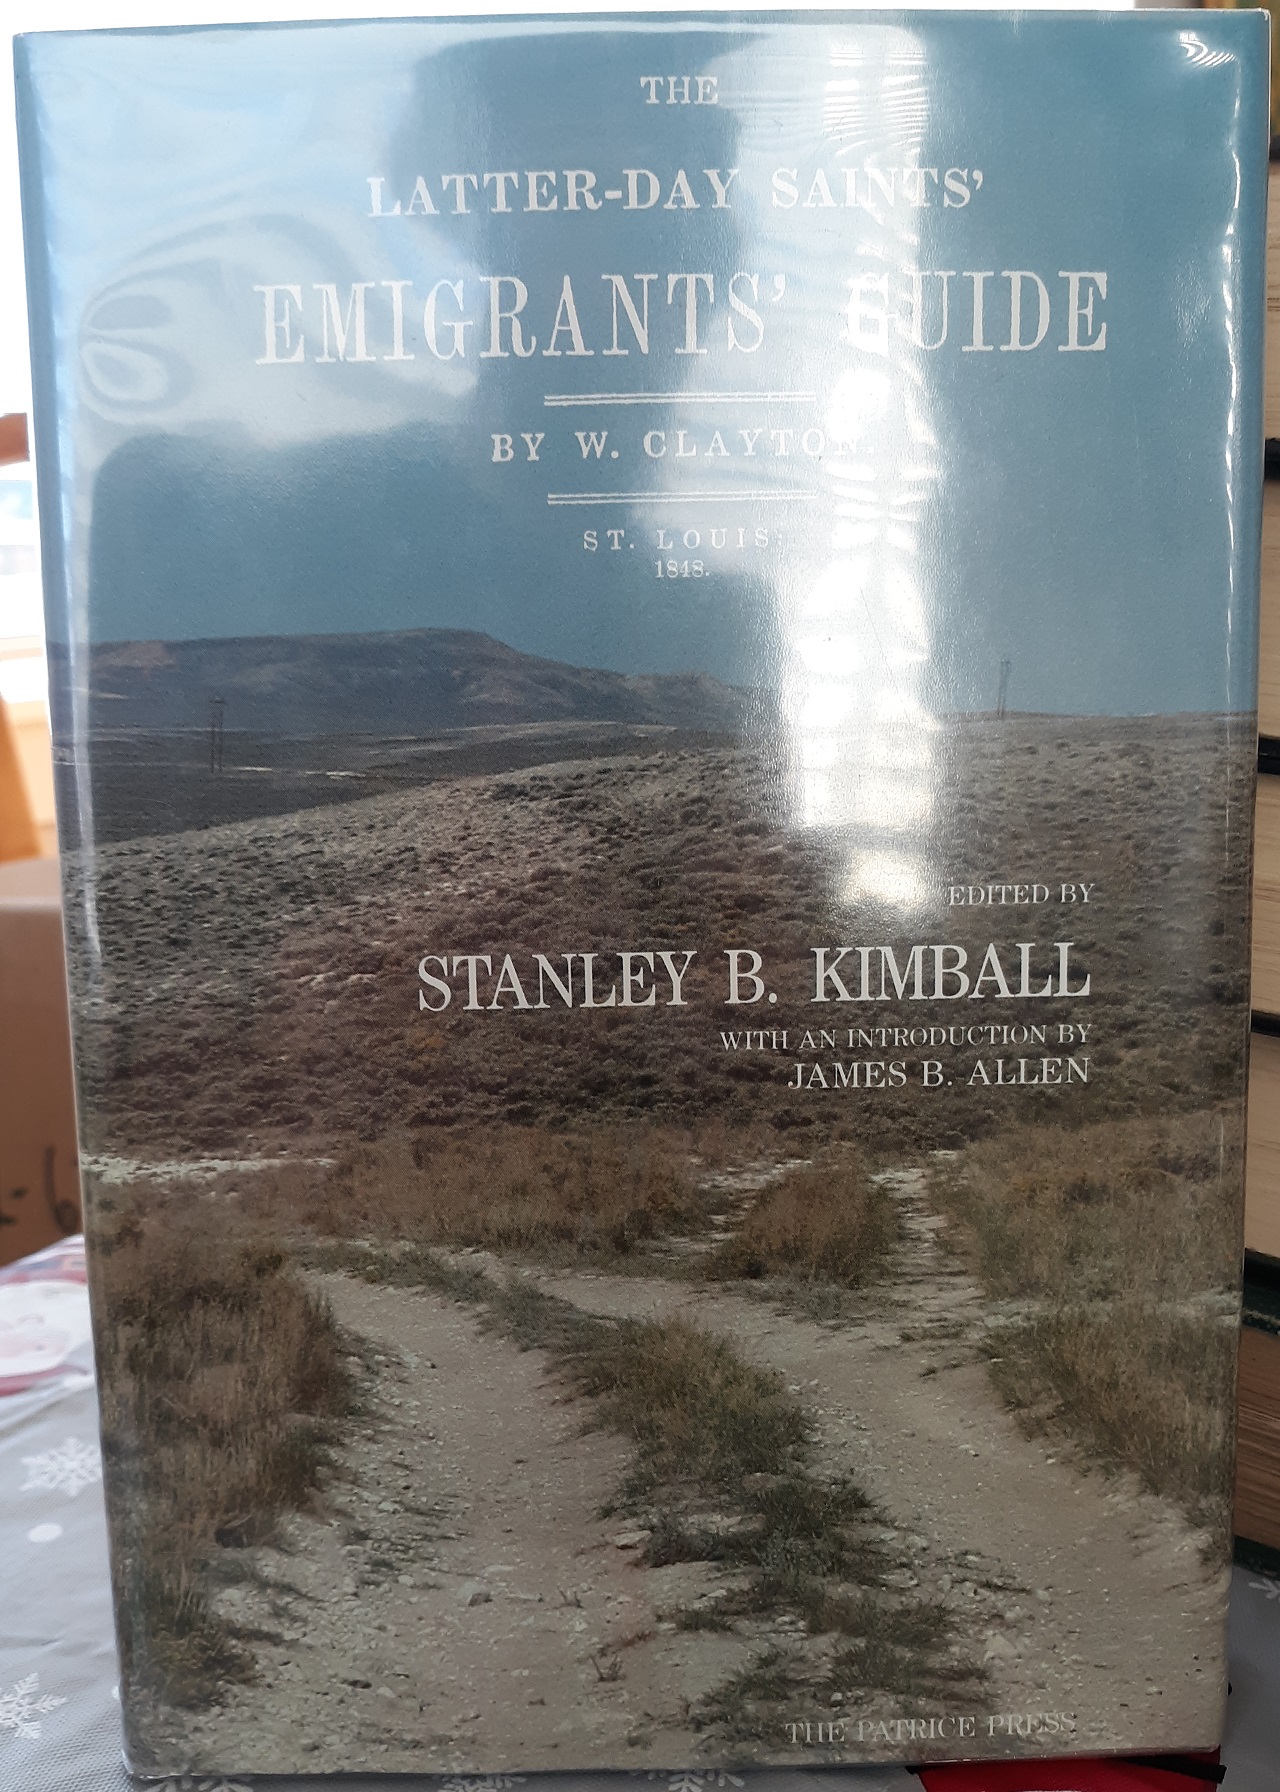 THE
LATTER-DAY SAINTS'
EMIGRANTS' GUIDE
BY W. CLAYTON.
ST. LOUIS:
1848.
EDITED BY
STANLEY B. KIMBALL
WITH AN INTRODUCTION BY
JAMES B. ALLEN
THE PATRICE PRESS